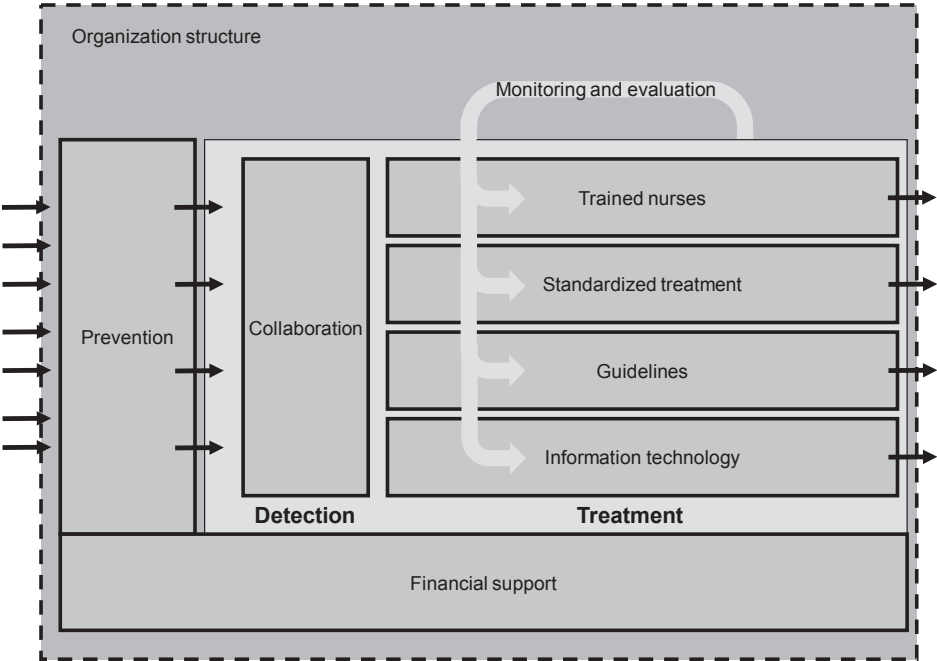 Organization structure
Monitoring and evaluation
Trained nurses
Standardized treatment
Prevention
Collaboration
Guidelines
Information technology
Detection
Treatment
Financial support